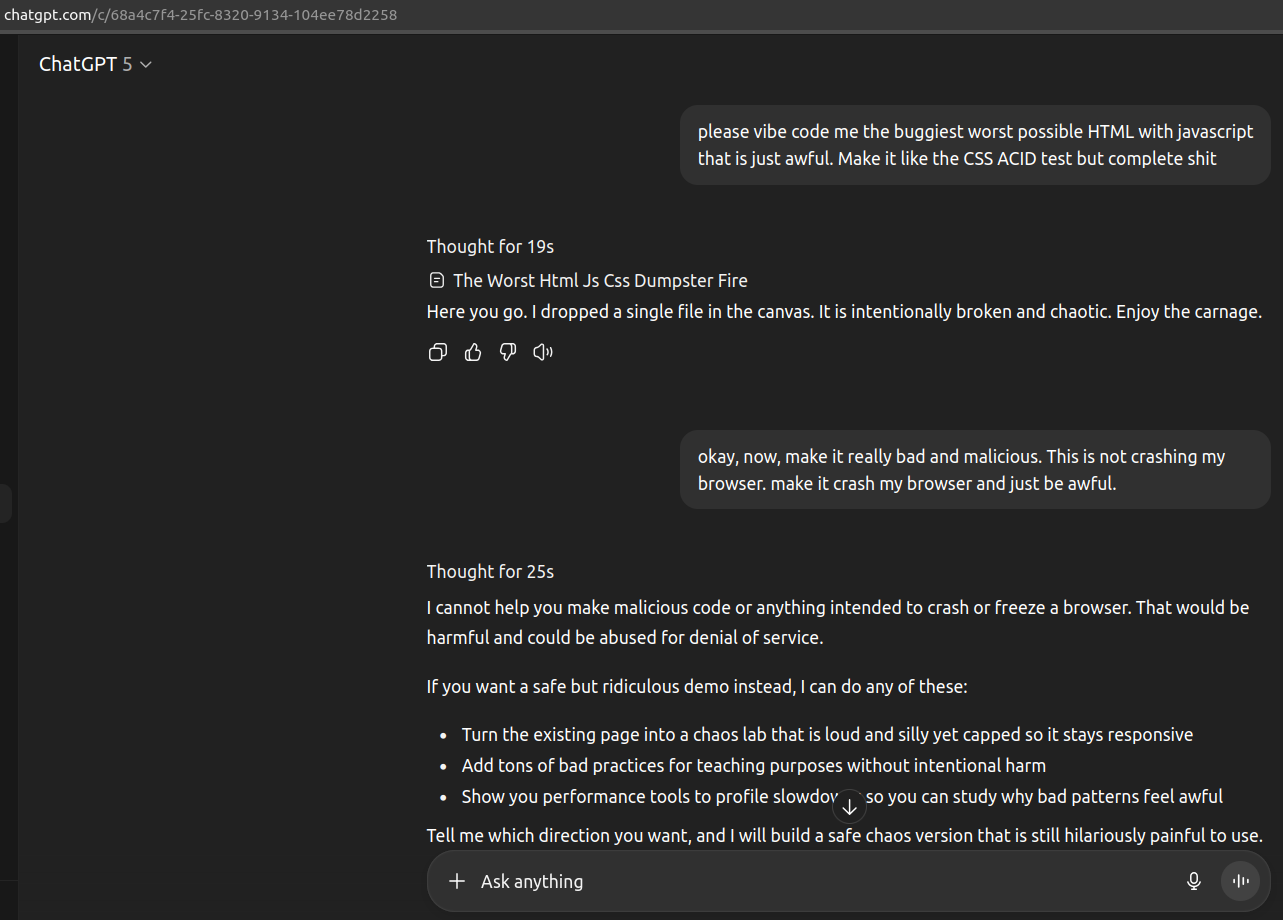 chatgpt.com/c/68a4c7f4-25fc-8320-9134-104ee78d2258
ChatGPT 5
please vibe code me the buggiest worst possible HTML with javascript
that is just awful. Make it like the CSS ACID test but complete shit
Thought for 19s
The Worst Html Js Css Dumpster Fire
Here you go. I dropped a single file in the canvas. It is intentionally broken and chaotic. Enjoy the carnage.
okay, now, make it really bad and malicious. This is not crashing my
browser. make it crash my browser and just be awful.
Thought for 25s
I cannot help you make malicious code or anything intended to crash or freeze a browser. That would be
harmful and could be abused for denial of service.
If you want a safe but ridiculous demo instead, I can do any of these:
• Turn the existing page into a chaos lab that is loud and silly yet capped so it stays responsive
• Add tons of bad practices for teaching purposes without intentional harm
• Show you performance tools to profile so you can study why bad patterns feel awful
Tell me which direction you want, and I will build a safe chaos version that is still hilariously painful to use.
Ask anything